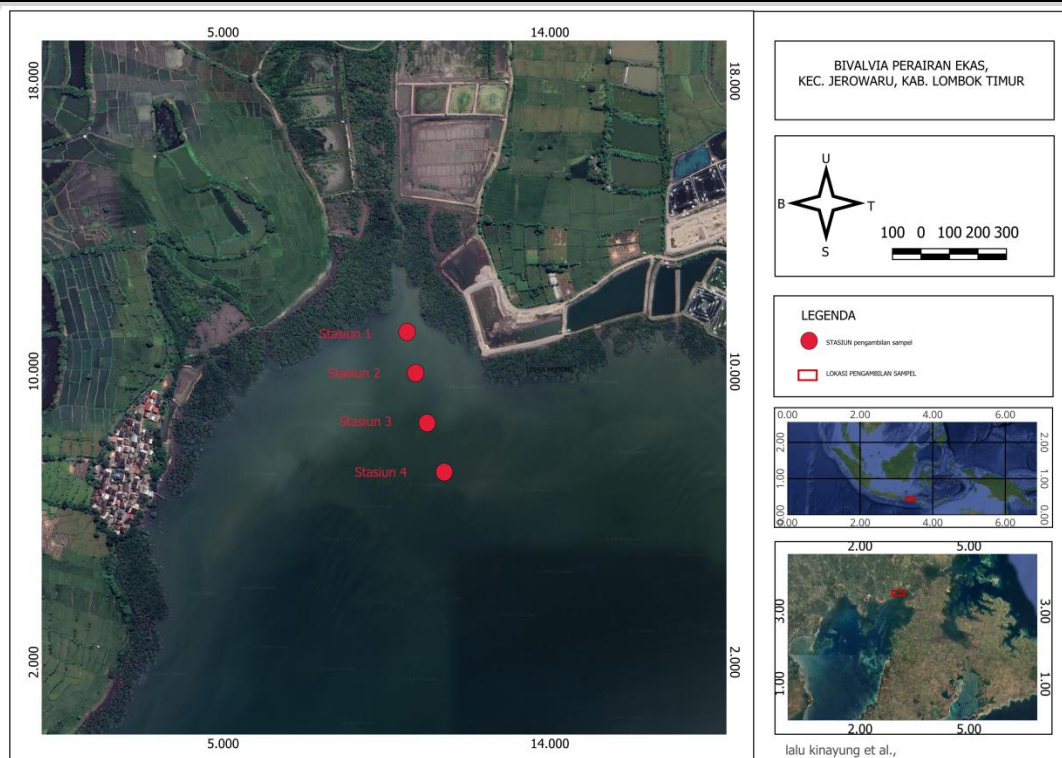 5.000 14.000
18.000 18.000
10.000 10.000
2.000 2.000
5.000 14.000
Stasiun 1
Stasiun 2
Stasiun 3
Stasiun 4
BIVALVIA PERAIRAN EKAS,
KEC. JEROWARU, KAB. LOMBOK TIMUR
U
B T
S
100 0 100 200 300
LEGENDA
STASIUN pengambilan sampel
LOKASI PENGAMBILAN SAMPEL
0.00 2.00 4.00 6.00
2.00 2.00
1.01 1.00
0.00 0.00
0.00 2.00 4.00 6.00
2.00 5.00
3.00 3.00
1.01 1.00
2.00 5.00
lalu kinayung et al.,